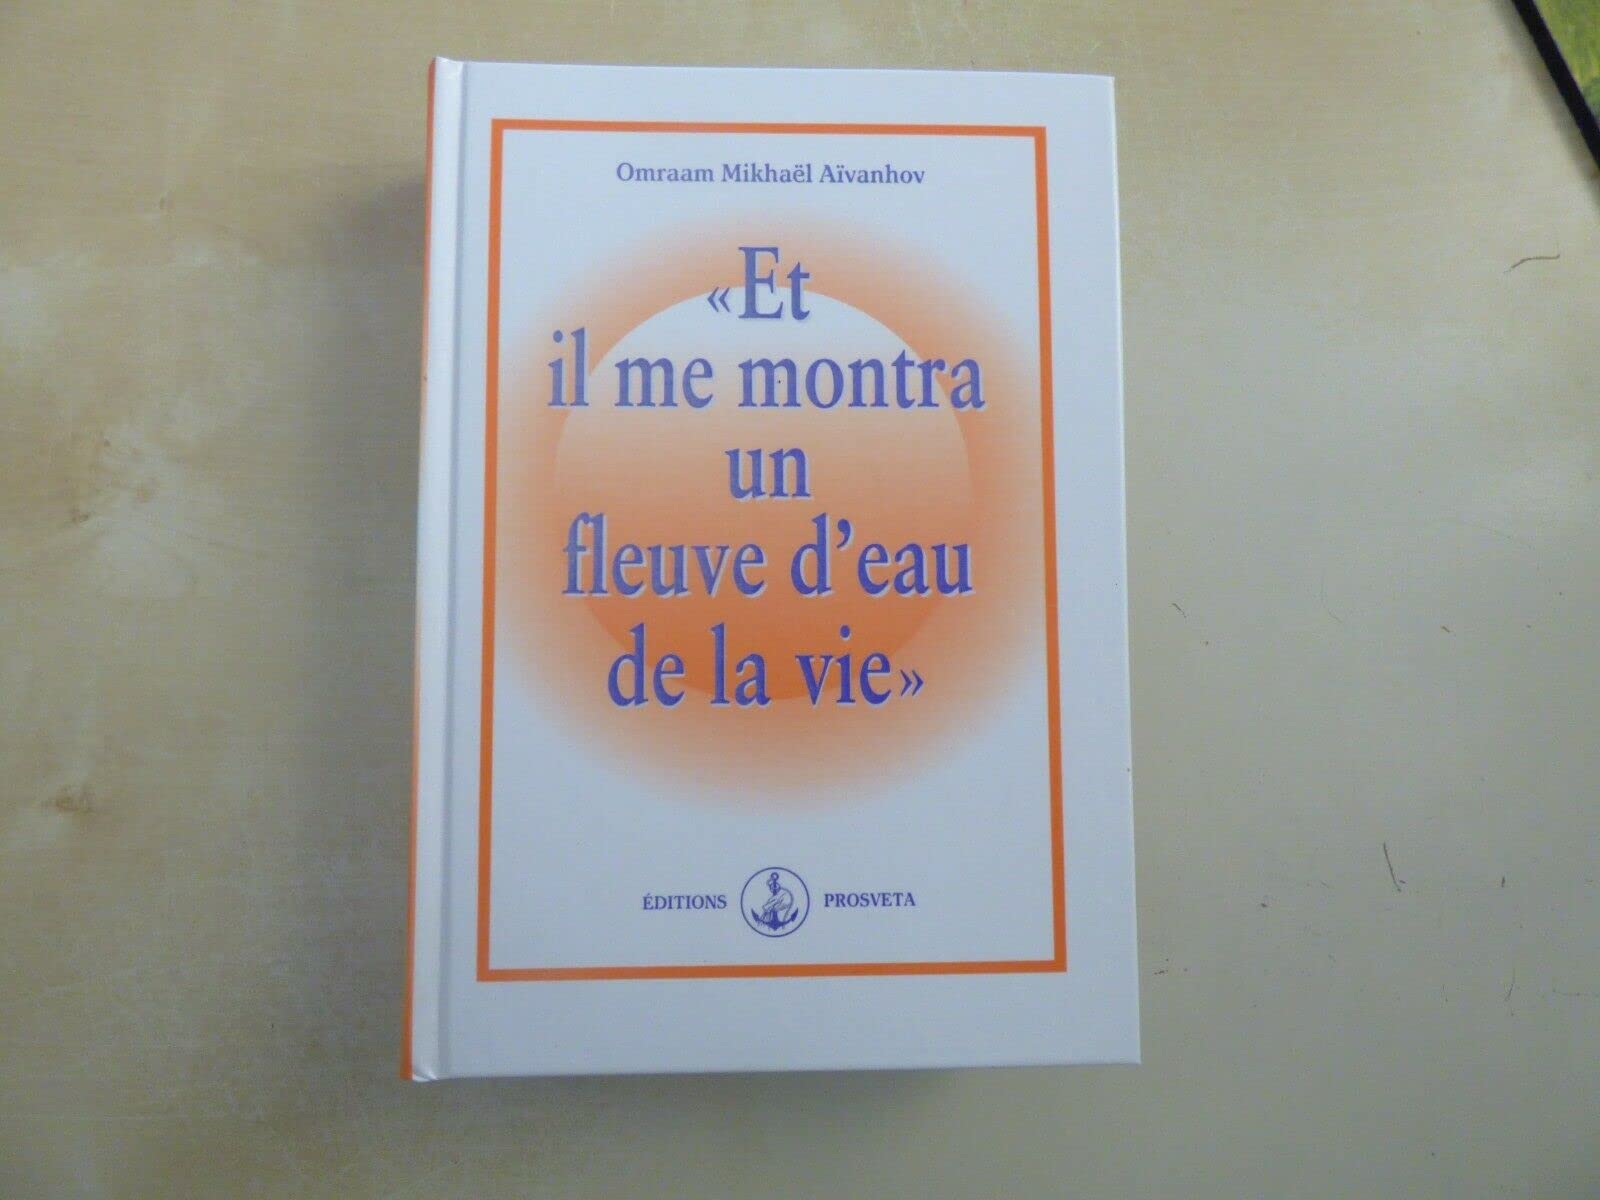 Omraam Mikhaël Aïvanhov
«Et
il me montra
un
fleuve d'eau
de la vie»
ÉDITIONS PROSVETA